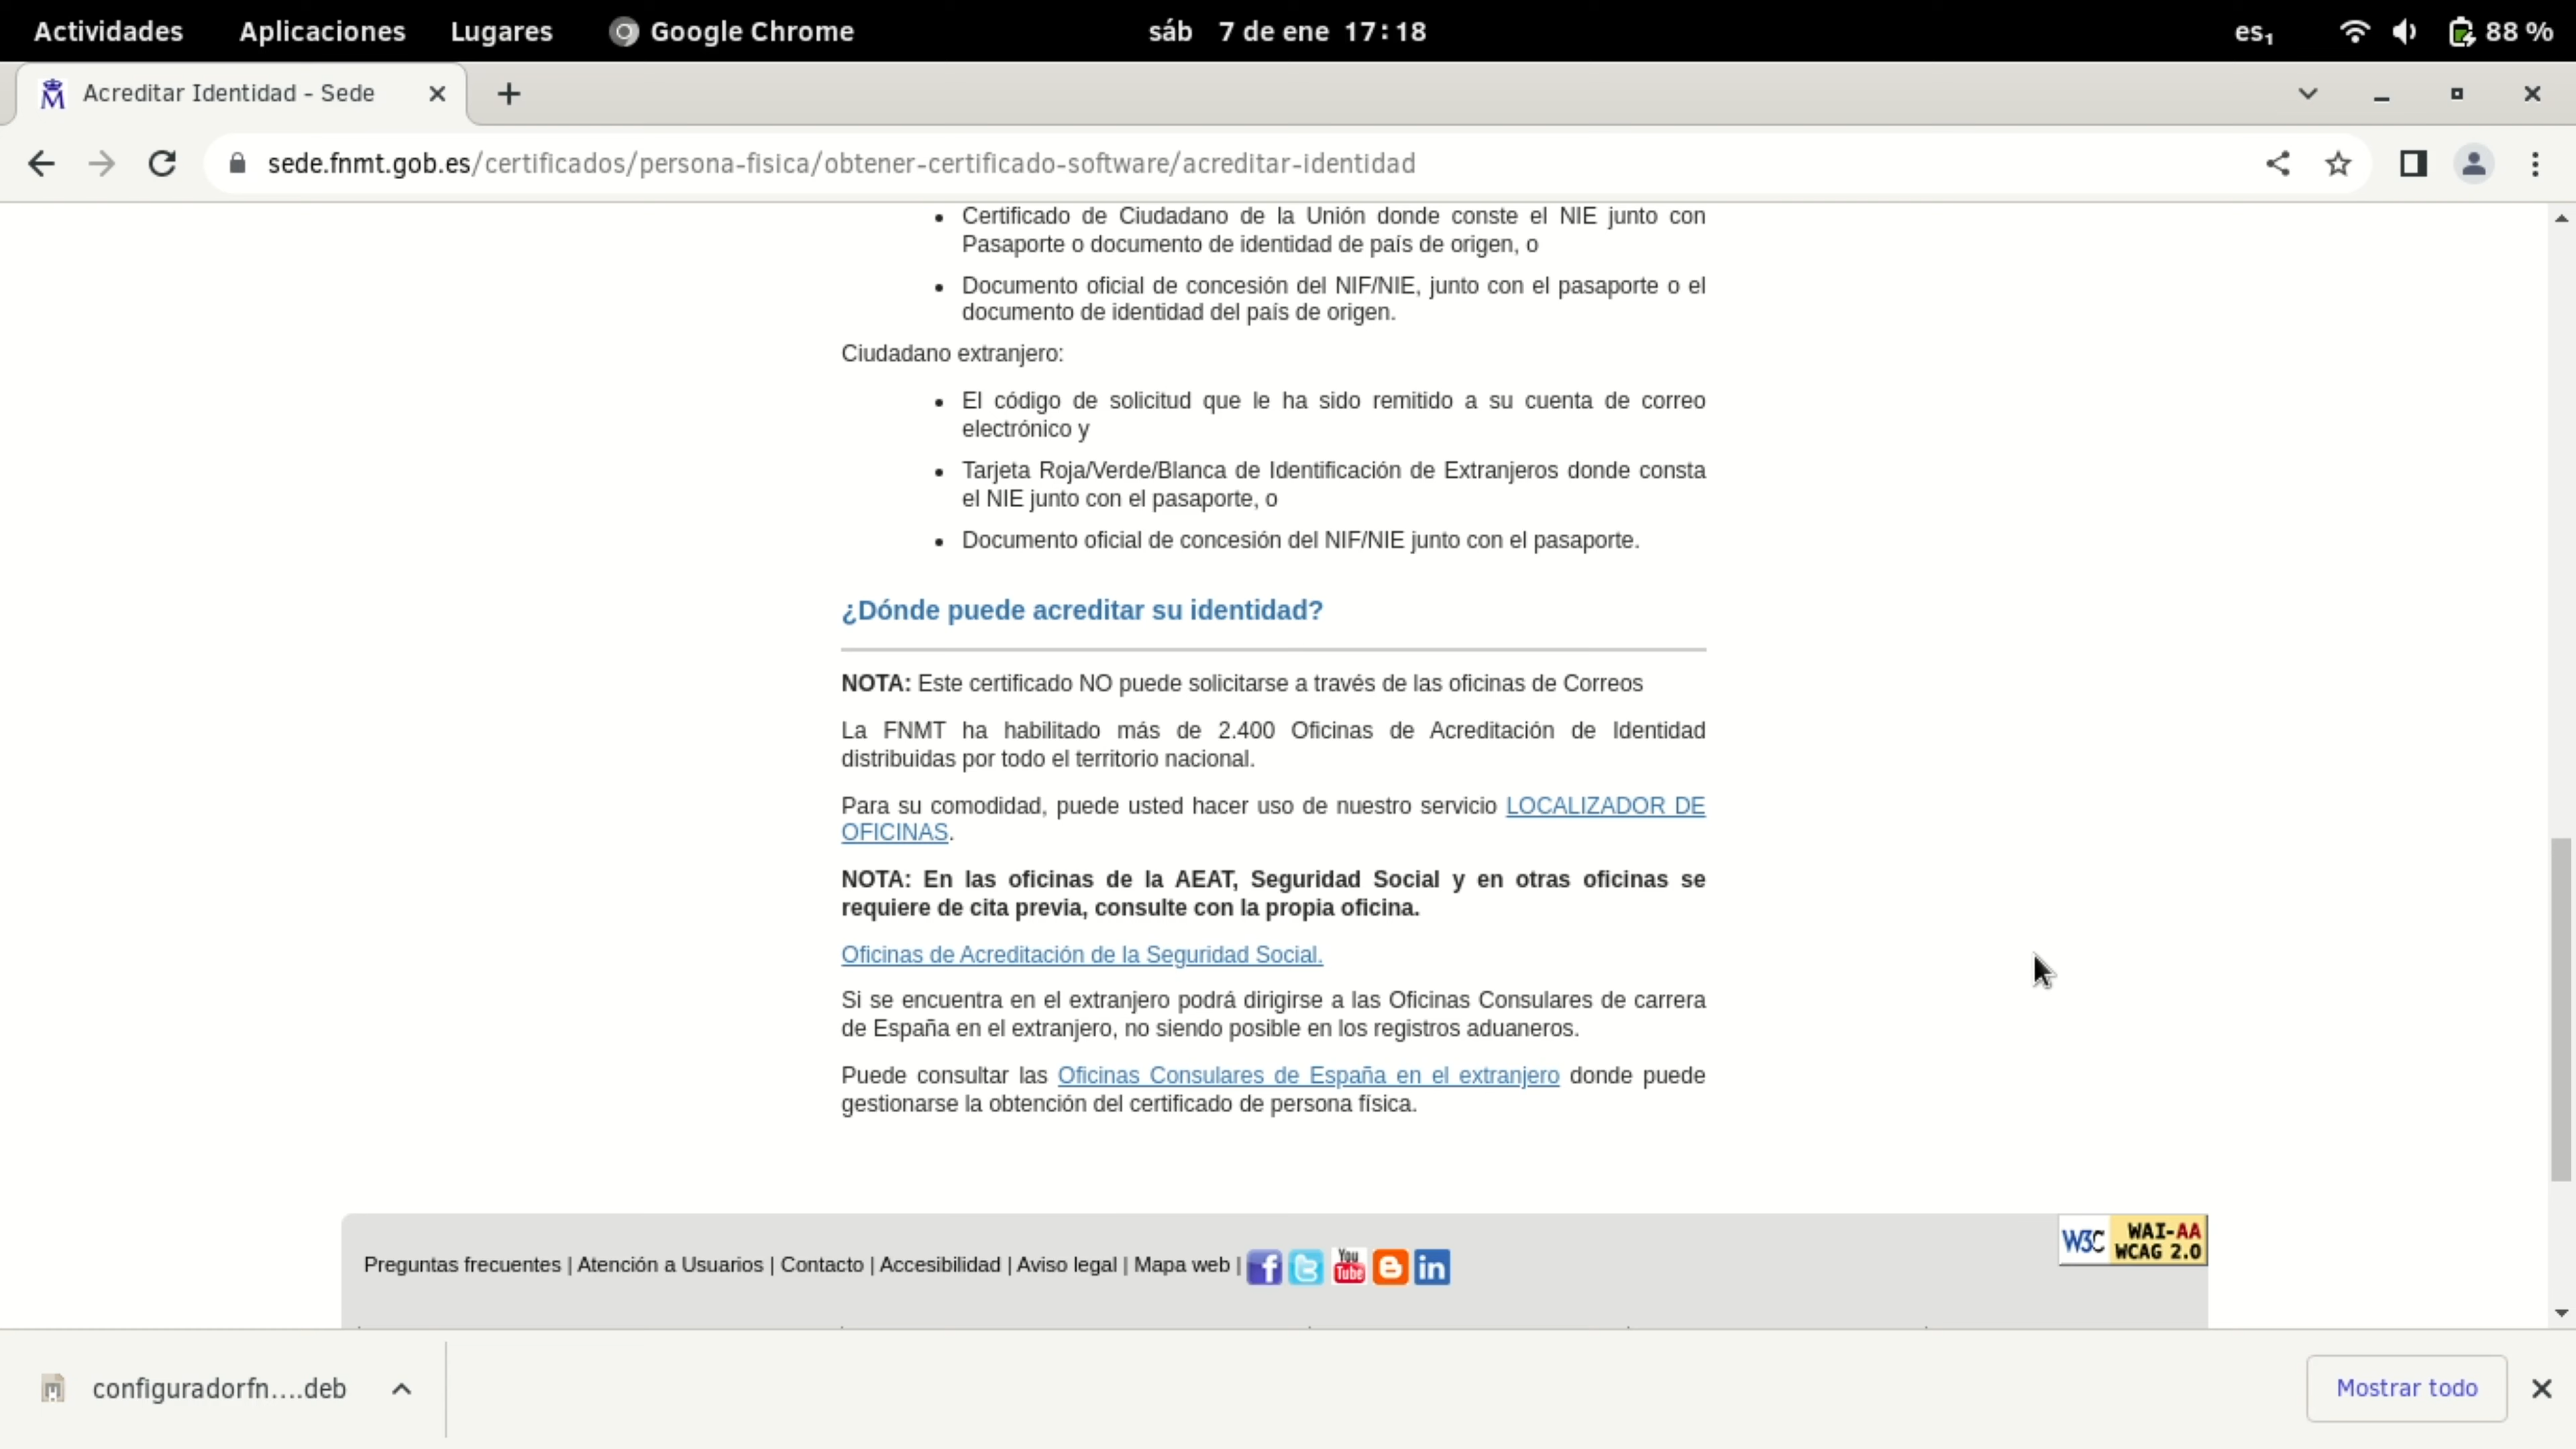 Actividades Aplicaciones Lugares Google Chrome sáb 7 de ene 17:18 es₁ 88 %
Acreditar Identidad - Sede
sede.fnmt.gob.es/certificados/persona-fisica/obtener-certificado-software/acreditar-identidad
• Certificado de Ciudadano de la Unión donde conste el NIE junto con
Pasaporte o documento de identidad de país de origen, o
• Documento oficial de concesión del NIF/NIE, junto con el pasaporte o el
documento de identidad del país de origen.
Ciudadano extranjero:
• El código de solicitud que le ha sido remitido a su cuenta de correo
electrónico y
• Tarjeta Roja/Verde/Blanca de Identificación de Extranjeros donde consta
el NIE junto con el pasaporte, o
• Documento oficial de concesión del NIF/NIE junto con el pasaporte.
¿Dónde puede acreditar su identidad?
NOTA: Este certificado NO puede solicitarse a través de las oficinas de Correos
La FNMT ha habilitado más de 2.400 Oficinas de Acreditación de Identidad
distribuidas por todo el territorio nacional.
Para su comodidad, puede usted hacer uso de nuestro servicio LOCALIZADOR DE
OFICINAS.
NOTA: En las oficinas de la AEAT, Seguridad Social y en otras oficinas se
requiere de cita previa, consulte con la propia oficina.
Oficinas de Acreditación de la Seguridad Social.
Si se encuentra en el extranjero podrá dirigirse a las Oficinas Consulares de carrera
de España en el extranjero, no siendo posible en los registros aduaneros.
Puede consultar las Oficinas Consulares de España en el extranjero donde puede
gestionarse la obtención del certificado de persona física.
Preguntas frecuentes | Atención a Usuarios | Contacto | Accesibilidad | Aviso legal | Mapa web | You Tube in
W3C WAI-AA
WCAG 2.0
configuradorfn....deb
Mostrar todo